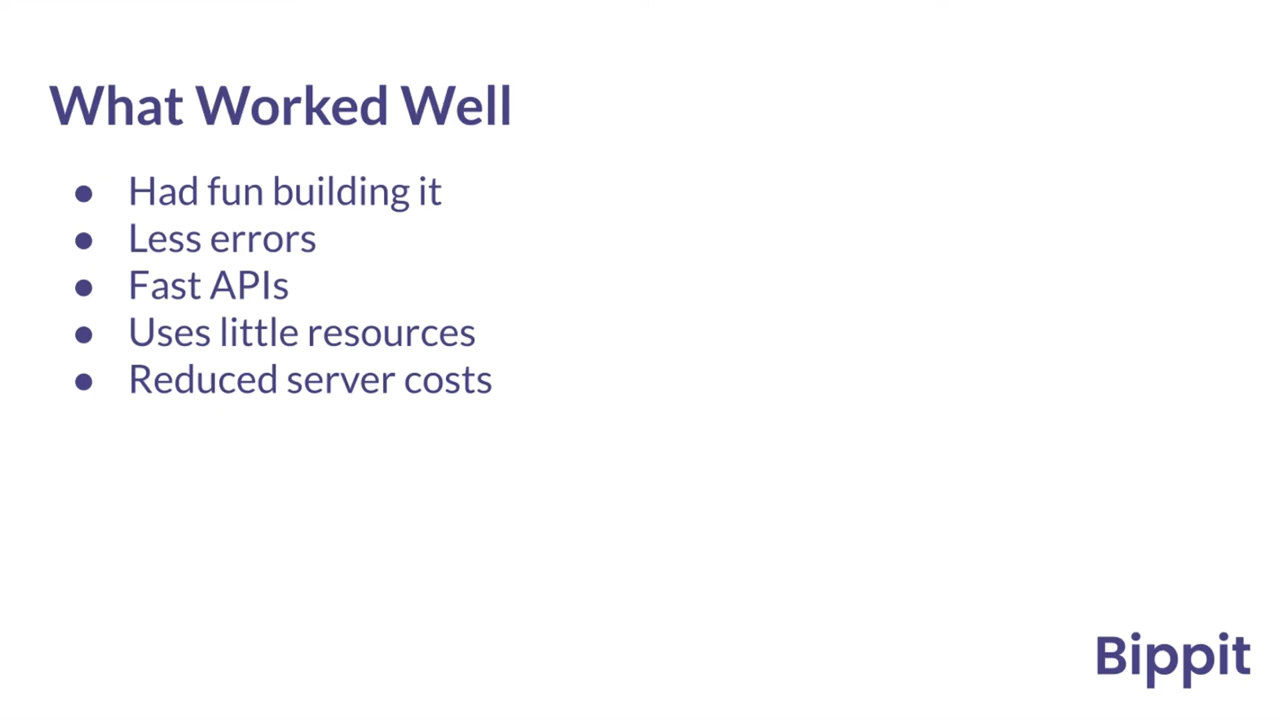 What Worked Well
● Had fun building it
● Less errors
● Fast APIs
● Uses little resources
● Reduced server costs
Bippit